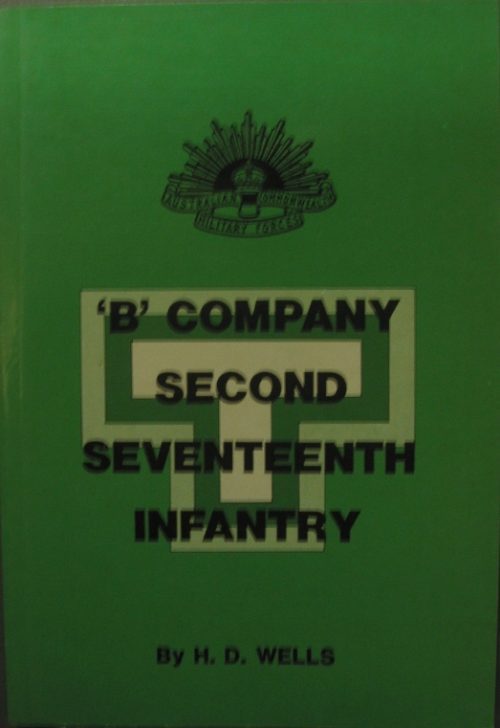 AUSTRALIAN COMMONWEALTH
MILITARY FORCES
'B' COMPANY
SECOND
SEVENTEENTH
INFANTRY
By H. D. WELLS